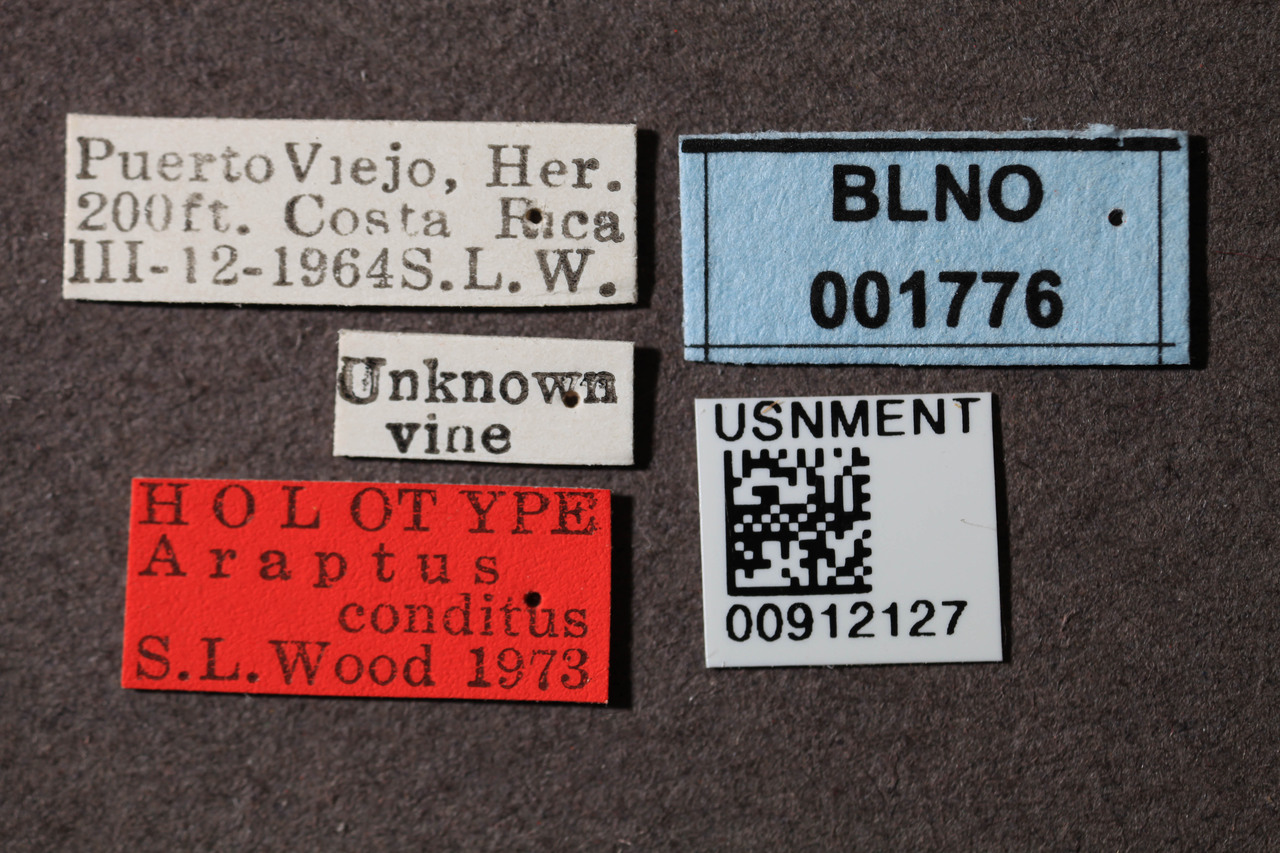 Puerto Viejo, Her.
200ft. Costa Rica
III-12-1964 S.L.W.
Unknown
vine
HOLOTYPE
Araptus
conditus
S.L. Wood 1973
BLNO
001776
USNMENT
00912127